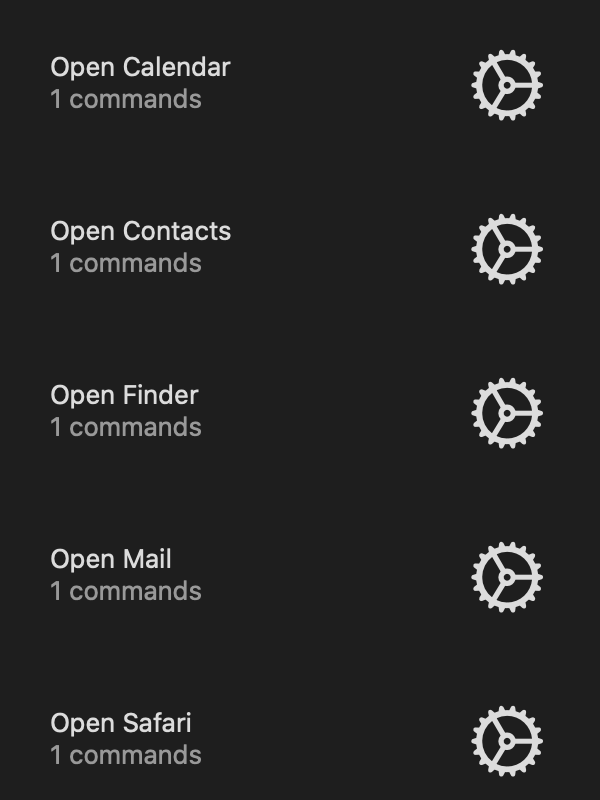 Open Calendar
1 commands
Open Contacts
1 commands
Open Finder
1 commands
Open Mail
1 commands
Open Safari
1 commands